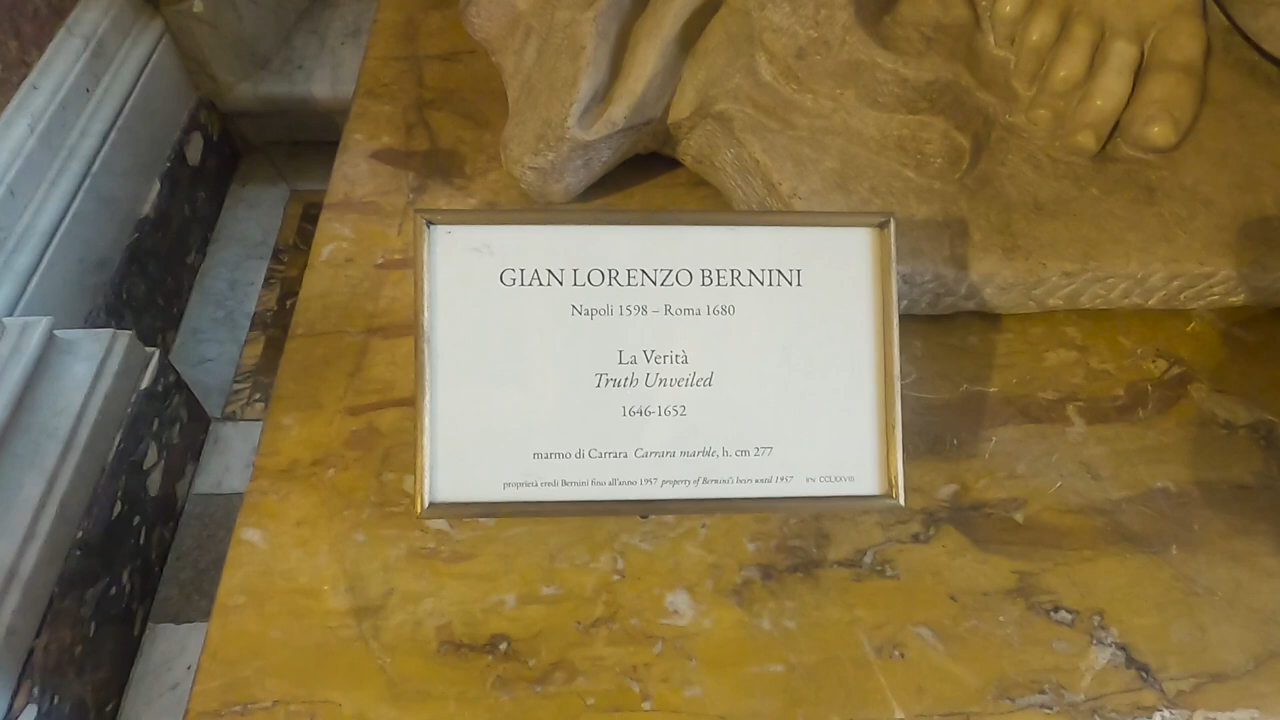 GIAN LORENZO BERNINI
Napoli 1598 – Roma 1680
La Verità
Truth Unveiled
1646-1652
marmo di Carrara Carrara marble, h. cm 277
proprietà eredi Bernini fino all'anno 1957 property of Bernini's heirs until 1957 inv. CCLXXVIII